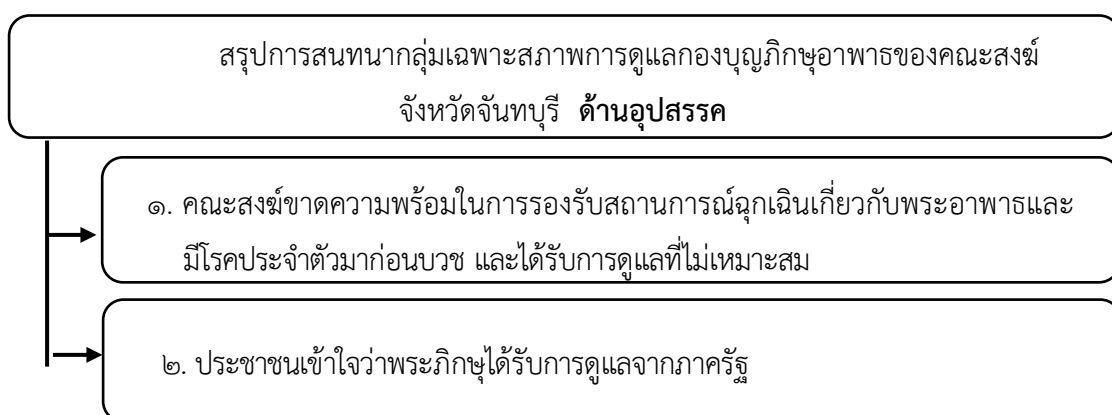 สรุปการสนทนากลุ่มเฉพาะสภาพการดูแลกองบุญภิกษุอาพาธของคณะสงฆ์
จังหวัดจันทบุรี ด้านอุปสรรค
๑. คณะสงฆ์ขาดความพร้อมในการรองรับสถานการณ์ฉุกเฉินเกี่ยวกับพระอาพาธและ
มีโรคประจำตัวมาก่อนบวช และได้รับการดูแลที่ไม่เหมาะสม
๒. ประชาชนเข้าใจว่าพระภิกษุได้รับการดูแลจากภาครัฐ